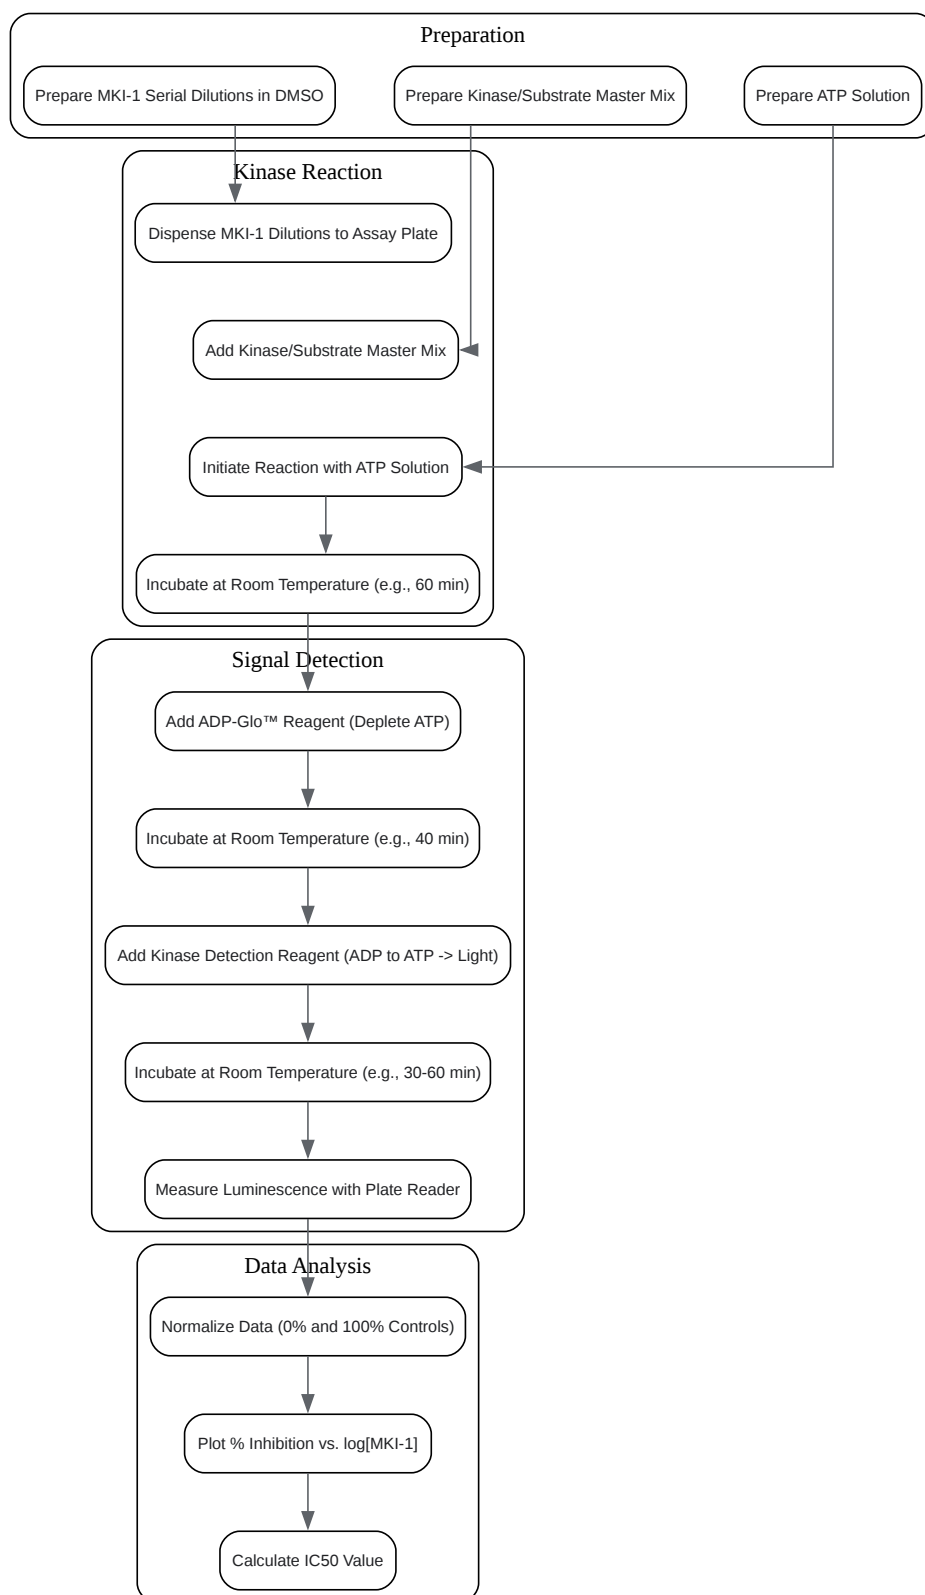 Preparation
Prepare MKI-1 Serial Dilutions in DMSO
Prepare Kinase/Substrate Master Mix
Prepare ATP Solution
Kinase Reaction
Dispense MKI-1 Dilutions to Assay Plate
Add Kinase/Substrate Master Mix
Initiate Reaction with ATP Solution
Incubate at Room Temperature (e.g., 60 min)
Signal Detection
Add ADP-Glo™ Reagent (Deplete ATP)
Incubate at Room Temperature (e.g., 40 min)
Add Kinase Detection Reagent (ADP to ATP -> Light)
Incubate at Room Temperature (e.g., 30-60 min)
Measure Luminescence with Plate Reader
Data Analysis
Normalize Data (0% and 100% Controls)
Plot % Inhibition vs. log[MKI-1]
Calculate IC50 Value